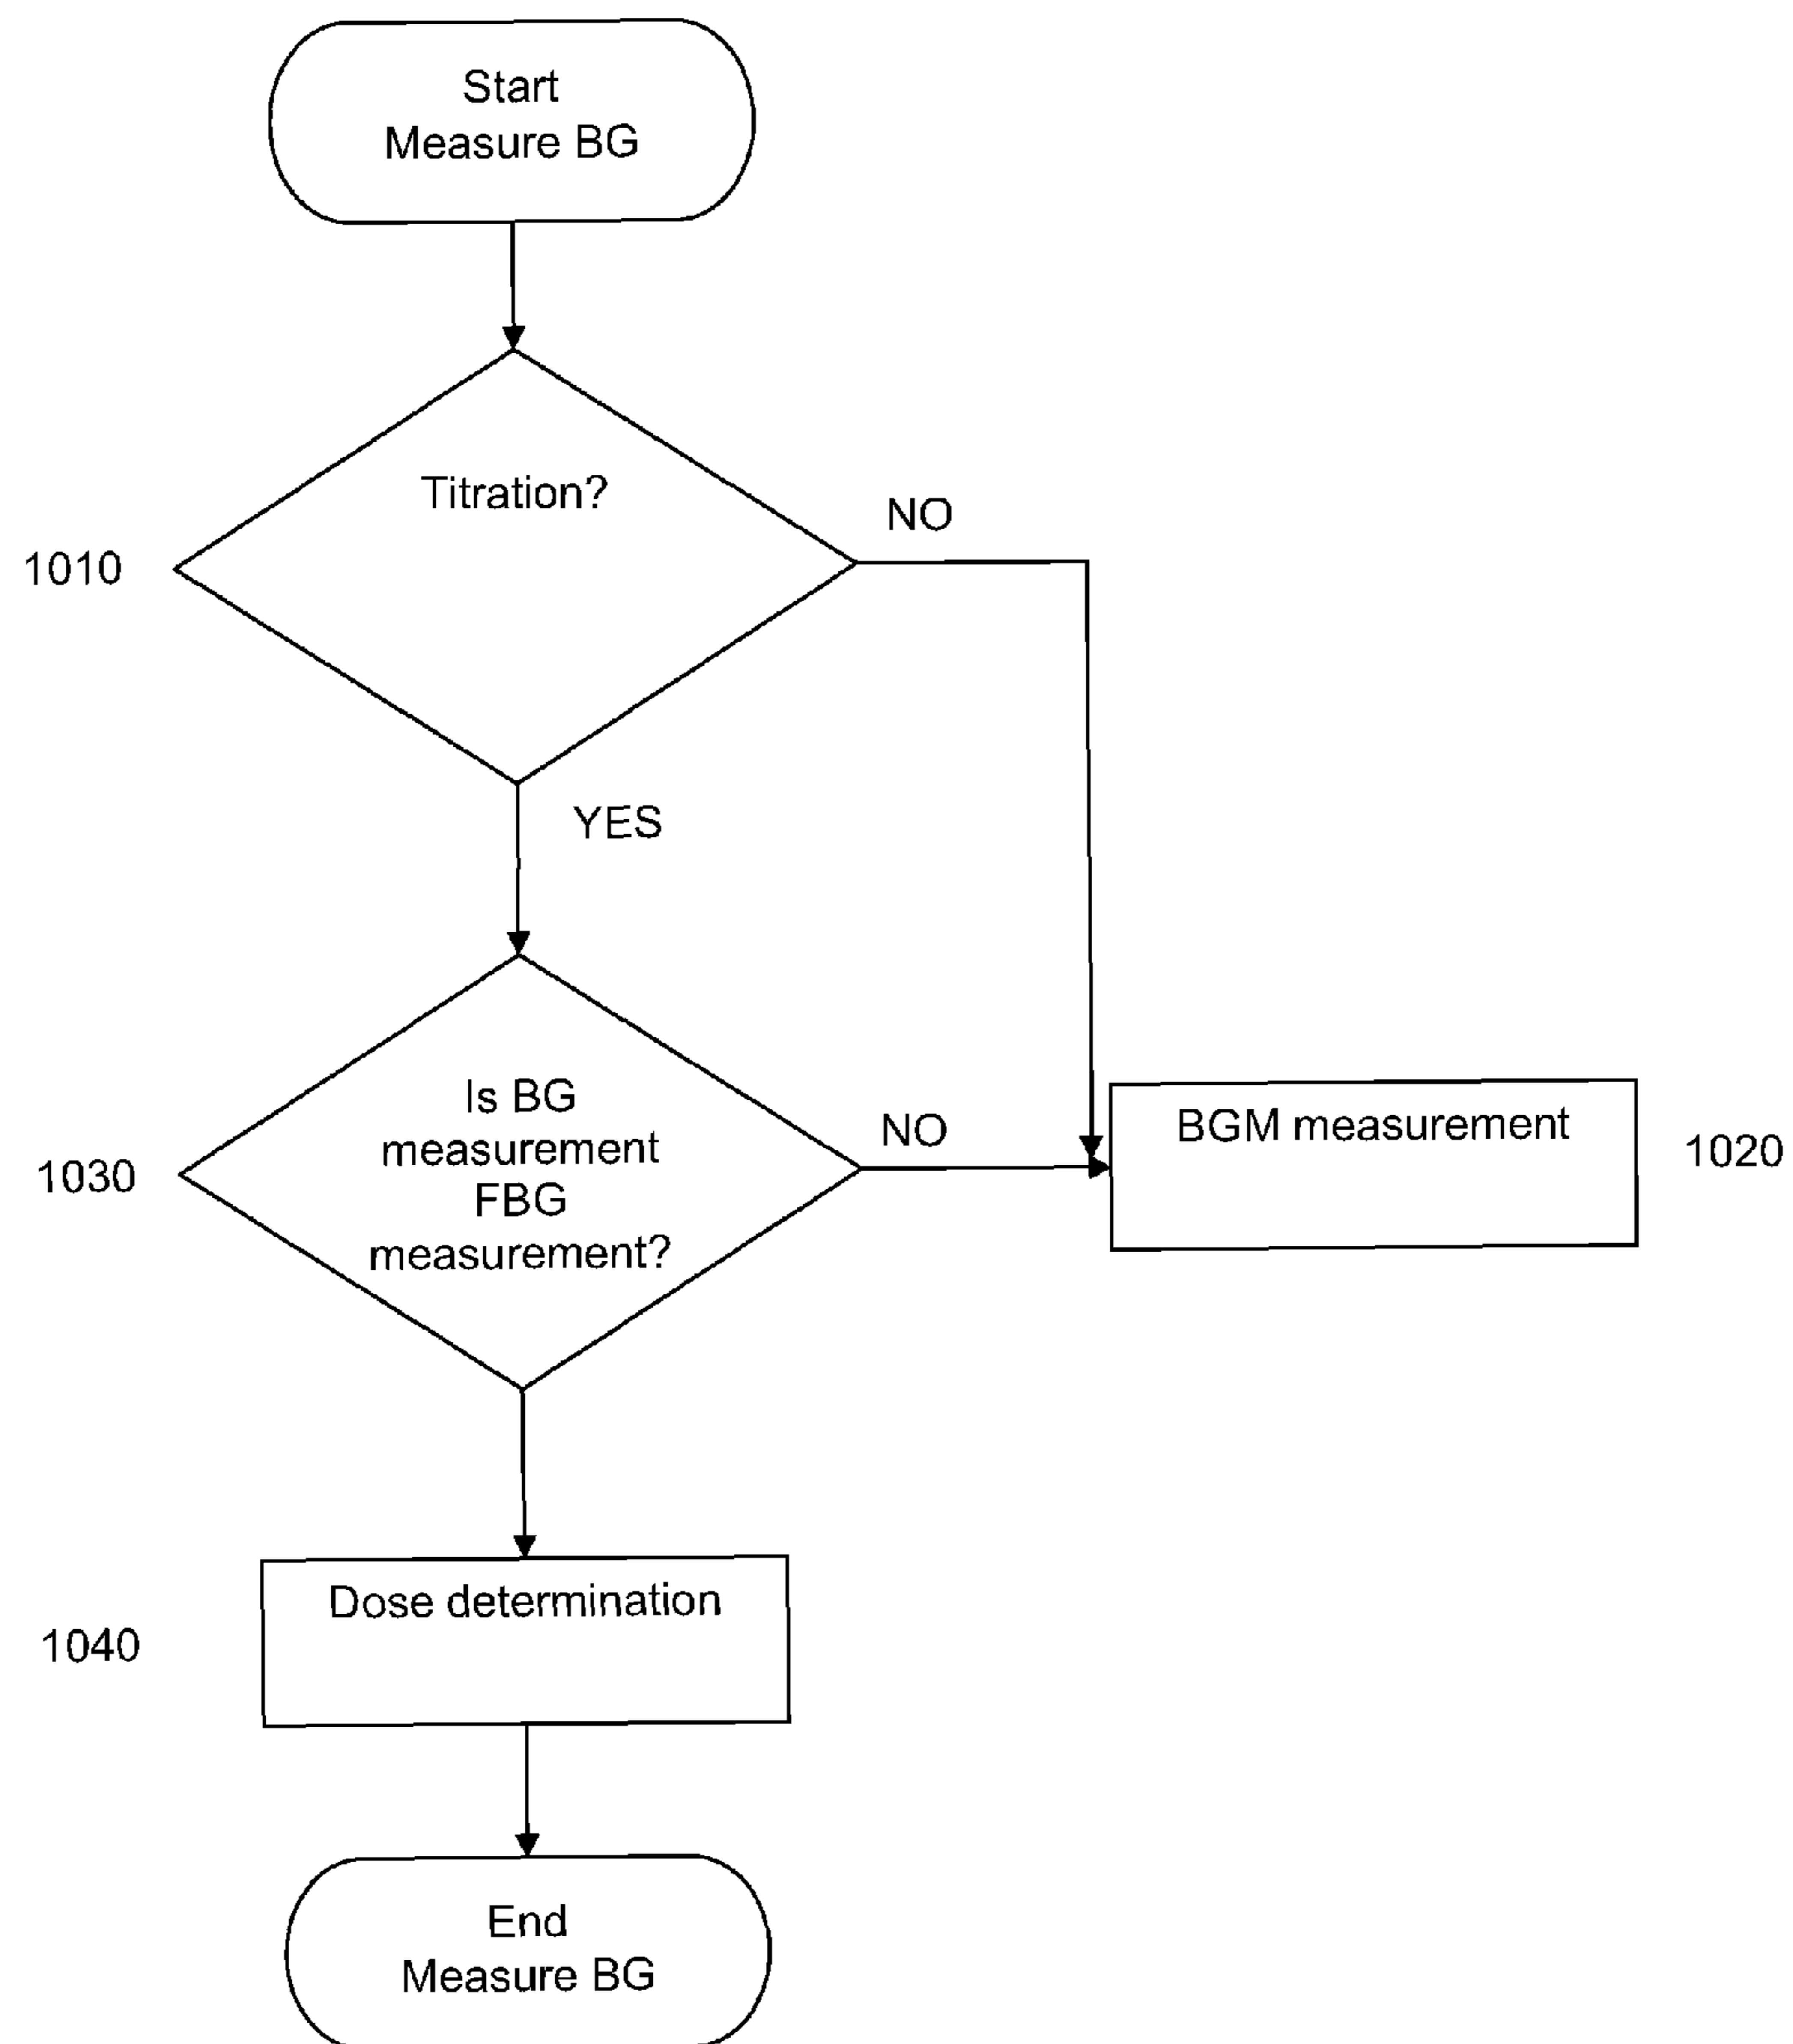 Start
Measure BG
Titration?
NO
1010
YES
Is BG
measurement
FBG
measurement?
NO
1030
BGM measurement
1020
Dose determination
1040
End
Measure BG